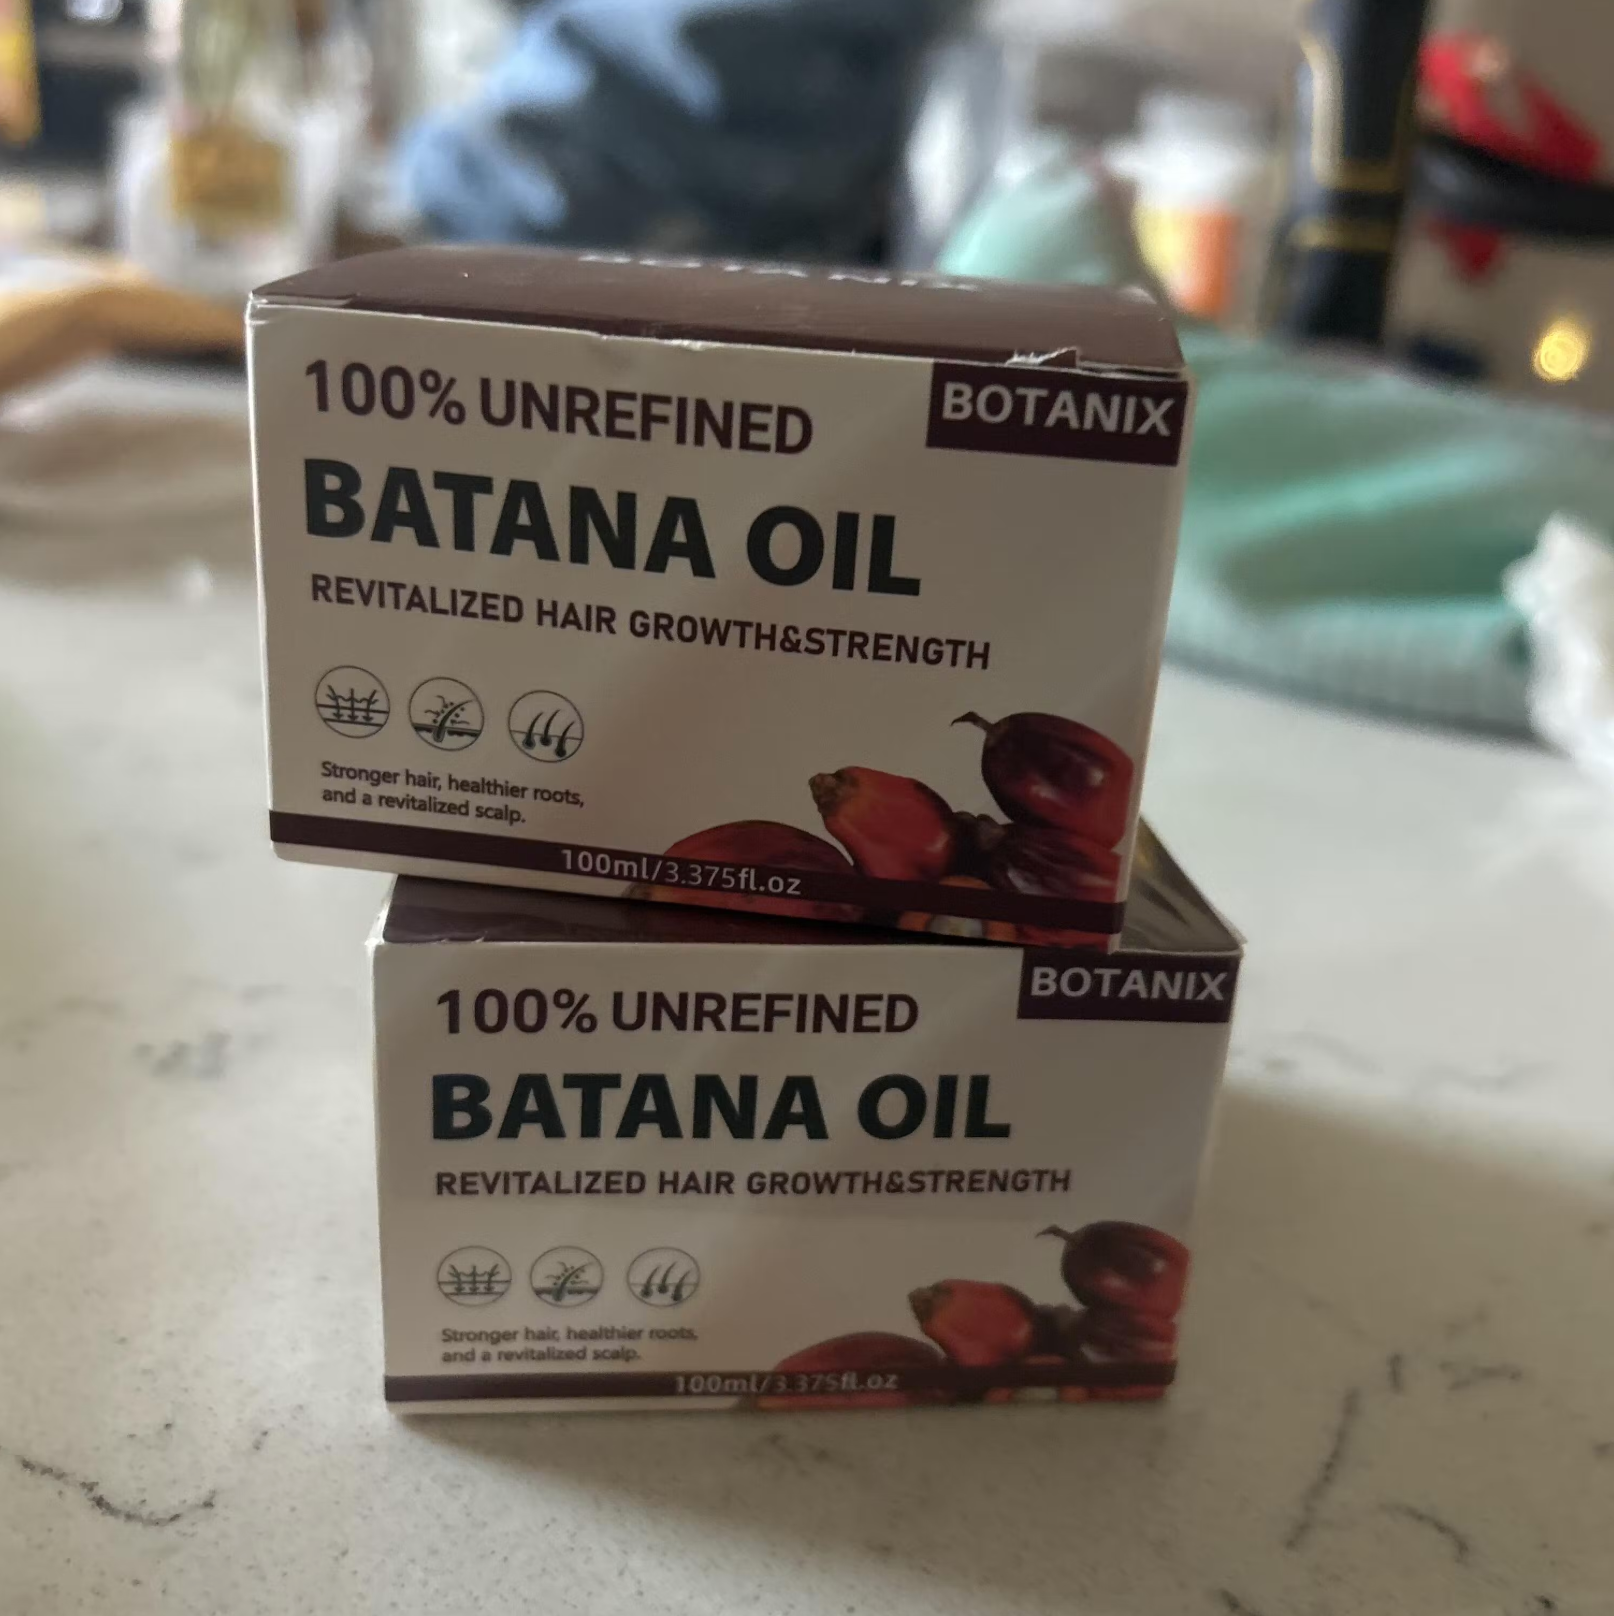 BOTANIX
100% UNREFINED
BOTANIX
BATANA OIL
REVITALIZED HAIR GROWTH&STRENGTH
Stronger hair, healthier roots,
and a revitalized scalp.
100ml/3.375fl.oz
100% UNREFINED
BOTANIX
BATANA OIL
REVITALIZED HAIR GROWTH&STRENGTH
Stronger hair, healthier roots,
and a revitalized scalp.
100ml/3.375fl.oz